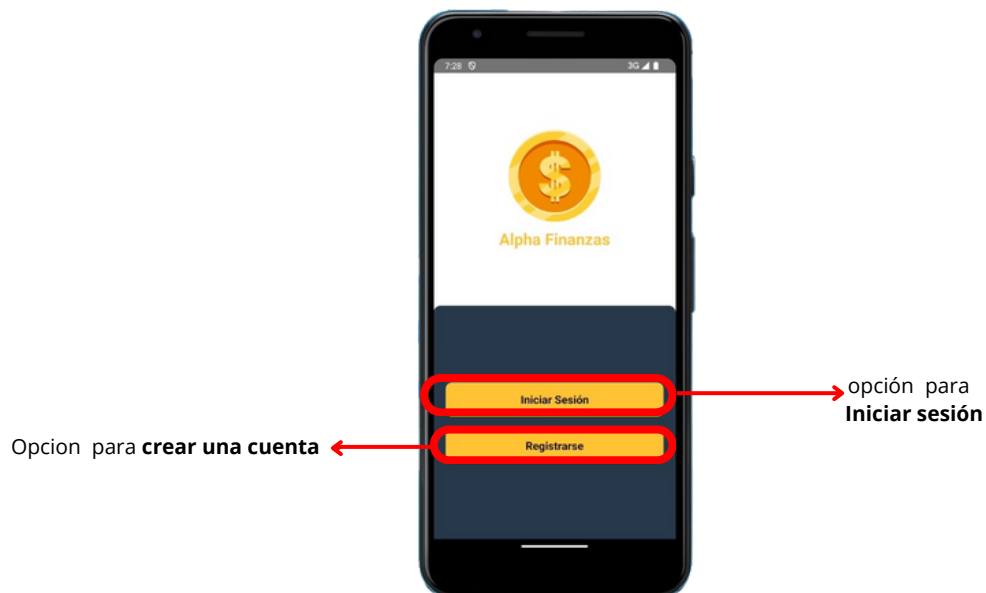 7:28 3G
$
Alpha Finanzas
Iniciar Sesión
opción para
Iniciar sesión
Registrarse
Opcion para crear una cuenta